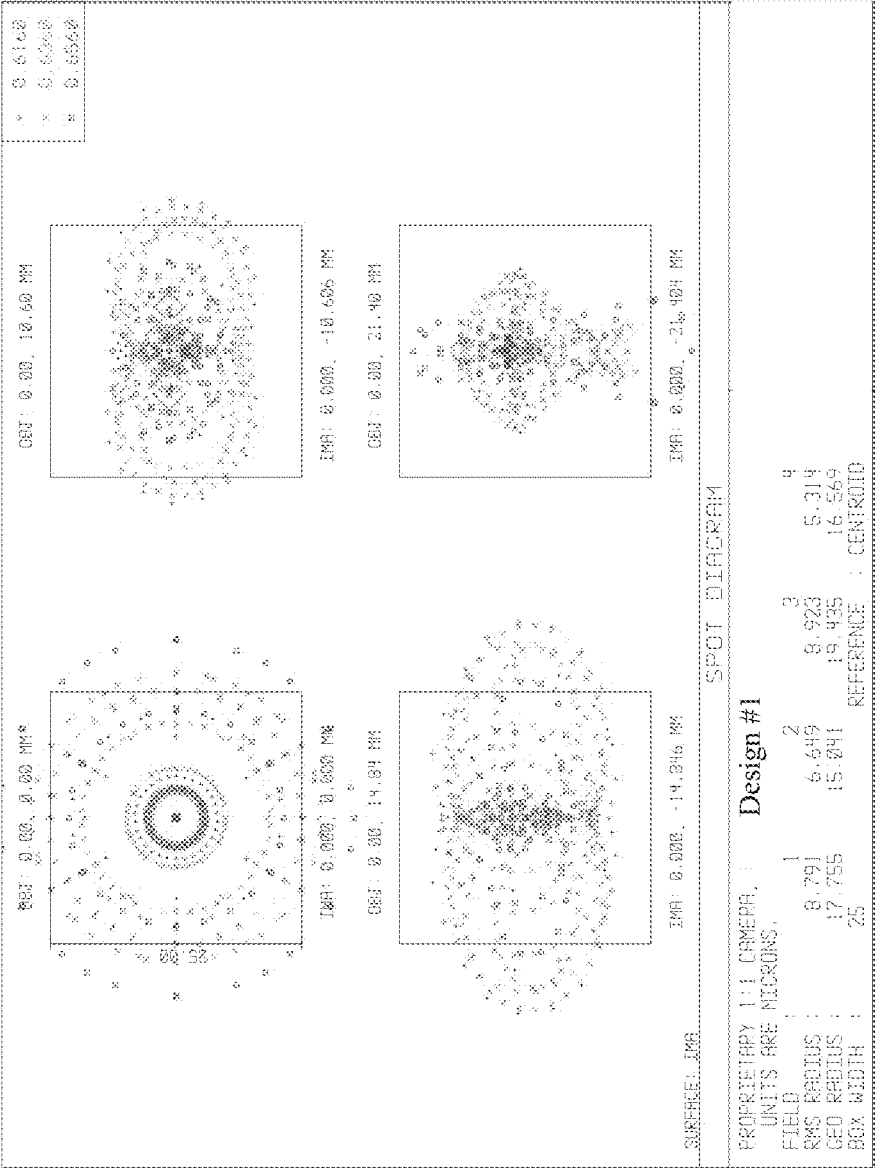 + 0.6160
× 0.6360
¤ 0.6560
OBJ: 0.00, 0.00 MM
OBJ: 0.00, 10.60 MM
25.00
IMA: 0.000, 0.000 MM
IMA: 0.000, -10.606 MM
OBJ: 0.00, 14.84 MM
OBJ: 0.00, 21.40 MM
IMA: 0.000, -14.846 MM
IMA: 0.000, -21.404 MM
SURFACE: IMA
SPOT DIAGRAM
PROPRIETARY 1:1 CAMERA, Design #1
UNITS ARE MICRONS.
FIELD : 1 2 3 4
RMS RADIUS : 8.791 6.649 8.923 5.314
GEO RADIUS : 17.755 15.041 19.435 16.569
BOX WIDTH : 25 REFERENCE : CENTROID